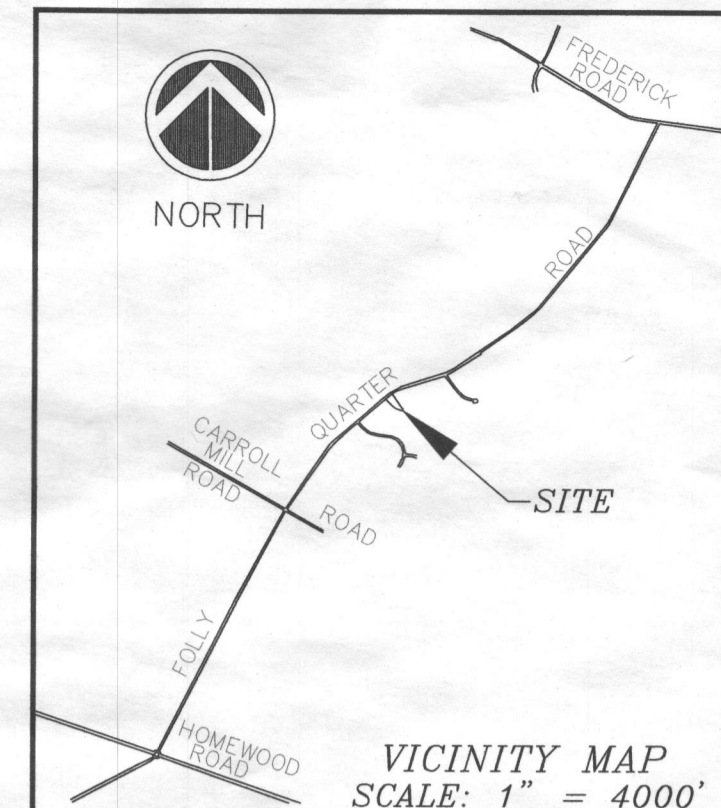 FREDERICK
ROAD
NORTH
ROAD
QUARTER
CARROLL
MILL
ROAD
ROAD
SITE
FOLLY
HOMEWOOD
ROAD
VICINITY MAP
SCALE: 1" = 4000'